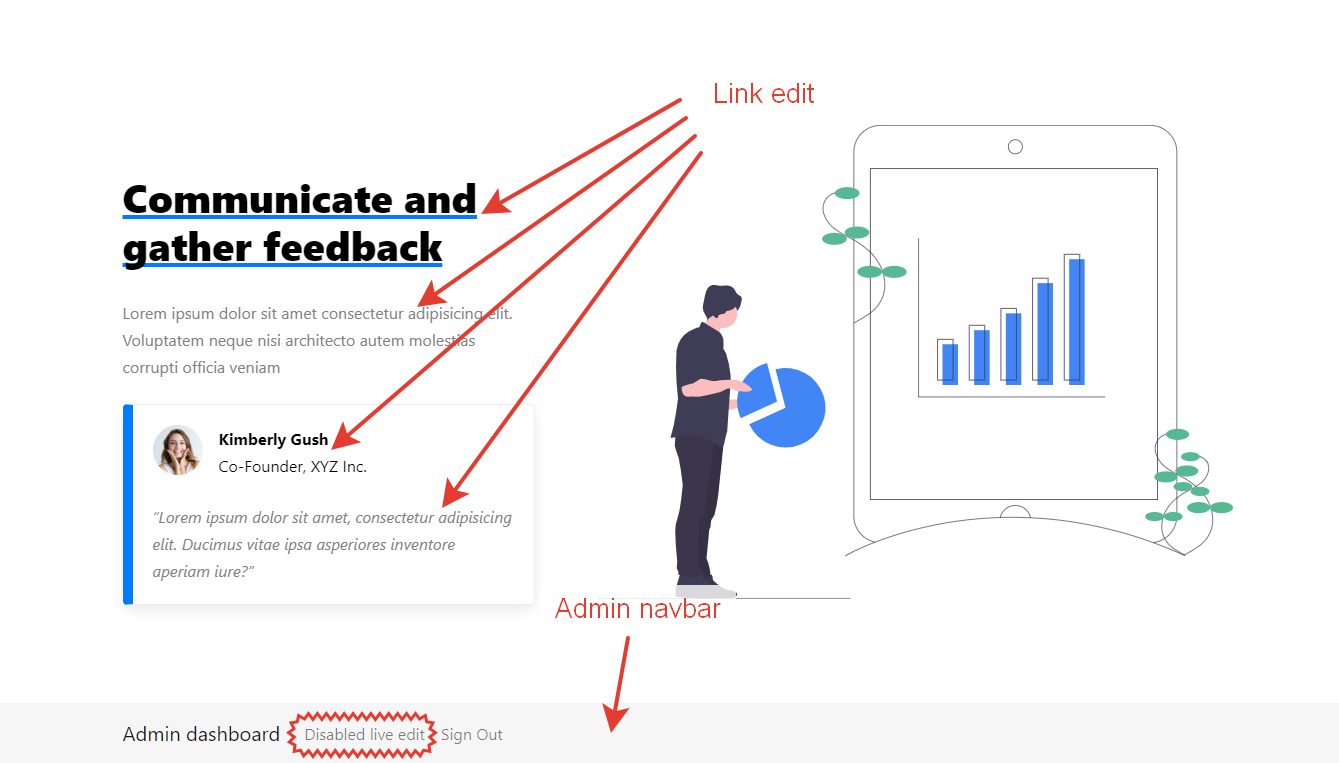 Link edit
Communicate and
gather feedback
Lorem ipsum dolor sit amet consectetur adipisicing elit.
Voluptatem neque nisi architecto autem molestias
corrupti officia veniam
Kimberly Gush
Co-Founder, XYZ Inc.
“Lorem ipsum dolor sit amet, consectetur adipisicing
elit. Ducimus vitae ipsa asperiores inventore
aperiam iure?”
Admin navbar
Admin dashboard Disabled live edit Sign Out